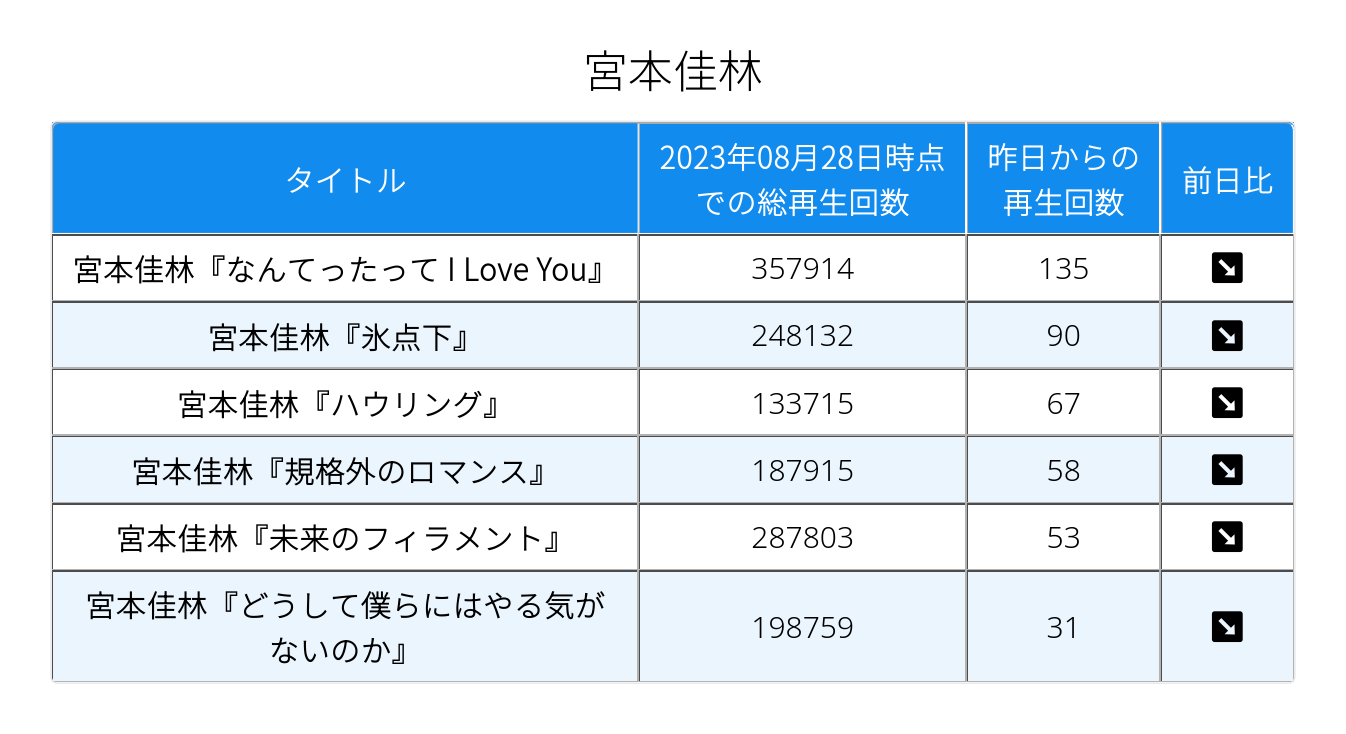 宮本佳林
タイトル
2023年08月28日時点
での総再生回数
昨日からの
再生回数
前日比
宮本佳林『なんてったって I Love You』
357914
135
宮本佳林『氷点下』
248132
90
宮本佳林『ハウリング』
133715
67
宮本佳林『規格外のロマンス』
187915
58
宮本佳林『未来のフィラメント』
287803
53
宮本佳林『どうして僕らにはやる気が
ないのか』
198759
31